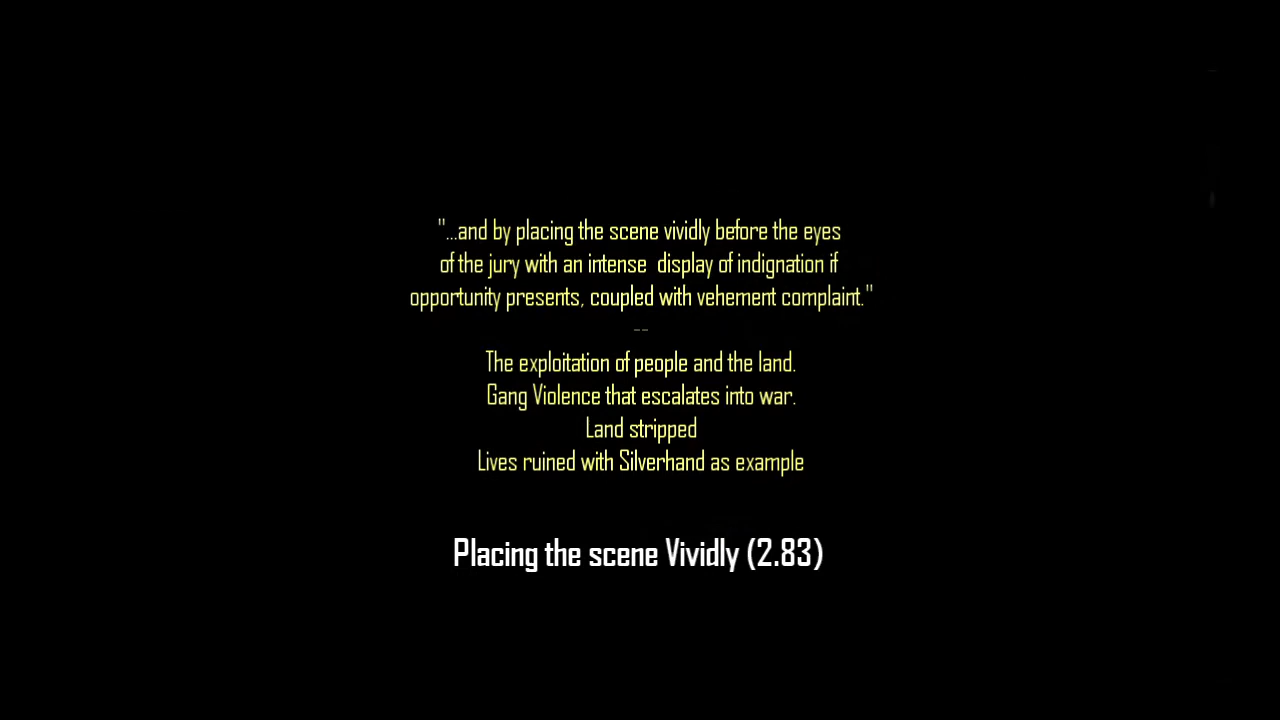 "...and by placing the scene vividly before the eyes
of the jury with an intense  display of indignation if
opportunity presents, coupled with vehement complaint."
--
The exploitation of people and the land.
Gang Violence that escalates into war.
Land stripped
Lives ruined with Silverhand as example
Placing the scene Vividly (2.83)